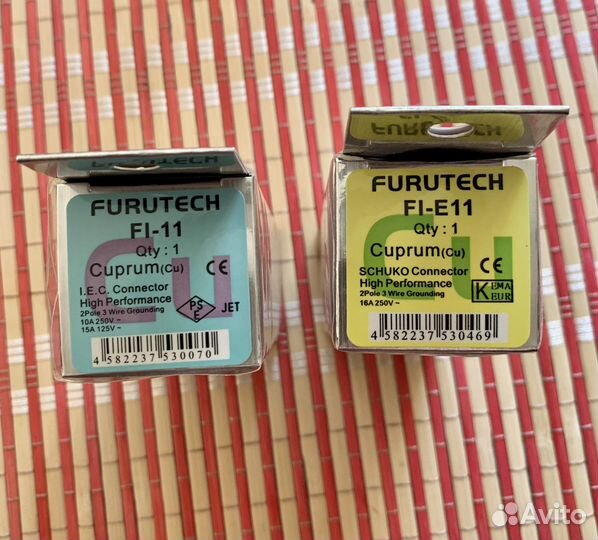 FURUTECH
FI-11
Qty : 1
Cuprum(Cu)
CE
I.E.C. Connector
High Performance
2Pole 3 Wire Grounding
10A 250V ~
15A 125V ~
PS
E
JET
4 582237 530070
FURUTECH
FURUTECH
FI-E11
Qty : 1
Cuprum(Cu)
CE
SCHUKO Connector
High Performance
2Pole 3 Wire Grounding
16A 250V ~
KEMA
EUR
4 582237 530469
Cu
Cu
Avito